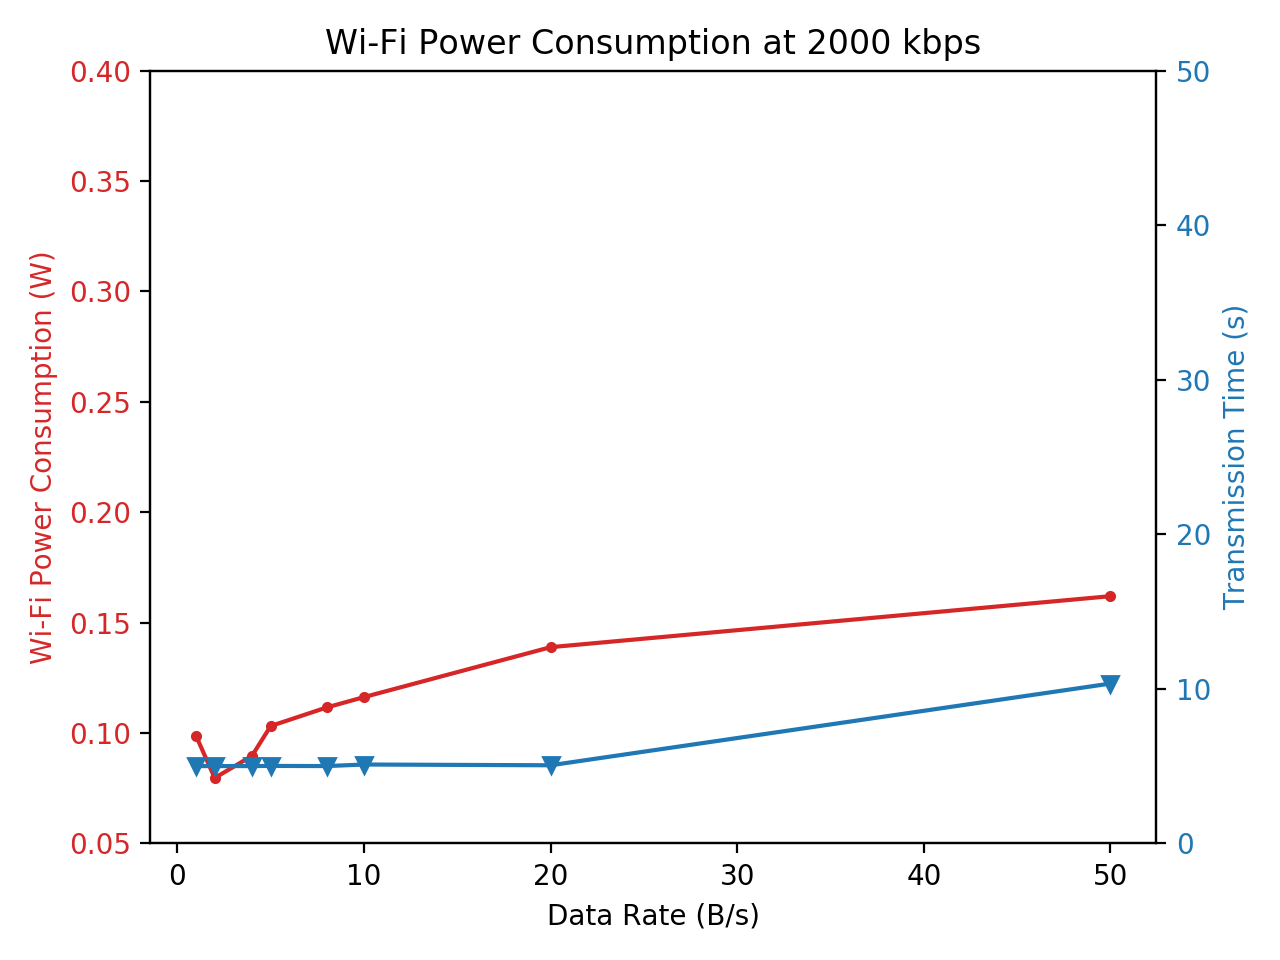 Wi-Fi Power Consumption at 2000 kbps
0.40
0.35
0.30
0.25
0.20
0.15
0.10
0.05
Wi-Fi Power Consumption (W)
50
40
30
20
10
0
Transmission Time (s)
0 10 20 30 40 50
Data Rate (B/s)